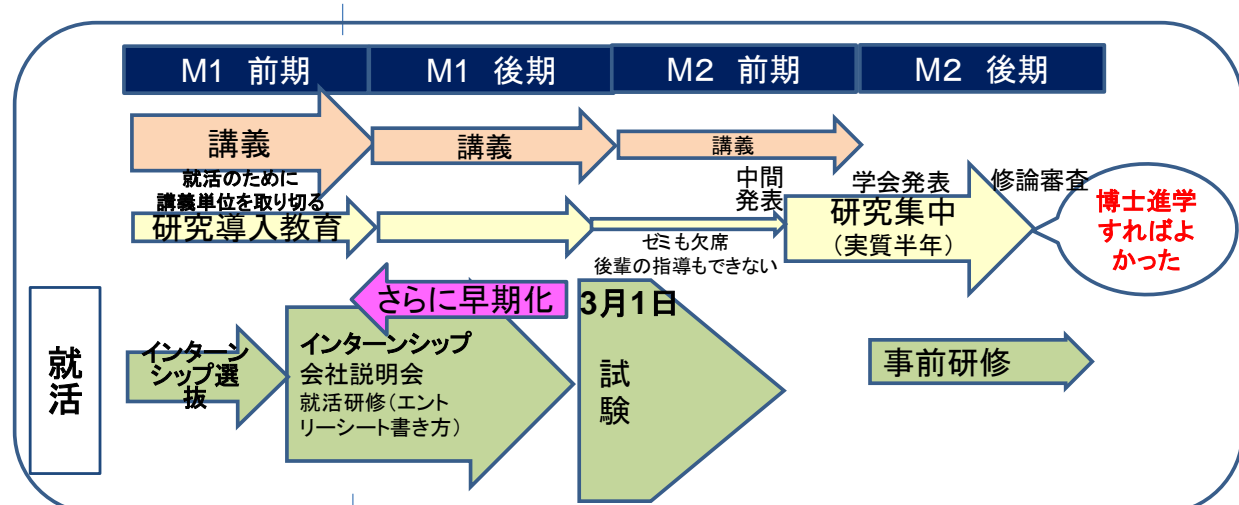 M1 前期
M1 後期
M2 前期
M2 後期
講義
講義
講義
就活のために
講義単位を取り切る
研究導入教育
中間
発表
ゼミも欠席
後輩の指導もできない
学会発表
研究集中
(実質半年)
修論審査
博士進学
すればよ
かった
就
活
インターン
シップ選
抜
さらに早期化
インターンシップ
会社説明会
就活研修(エント
リーシート書き方)
3月1日
試
験
事前研修